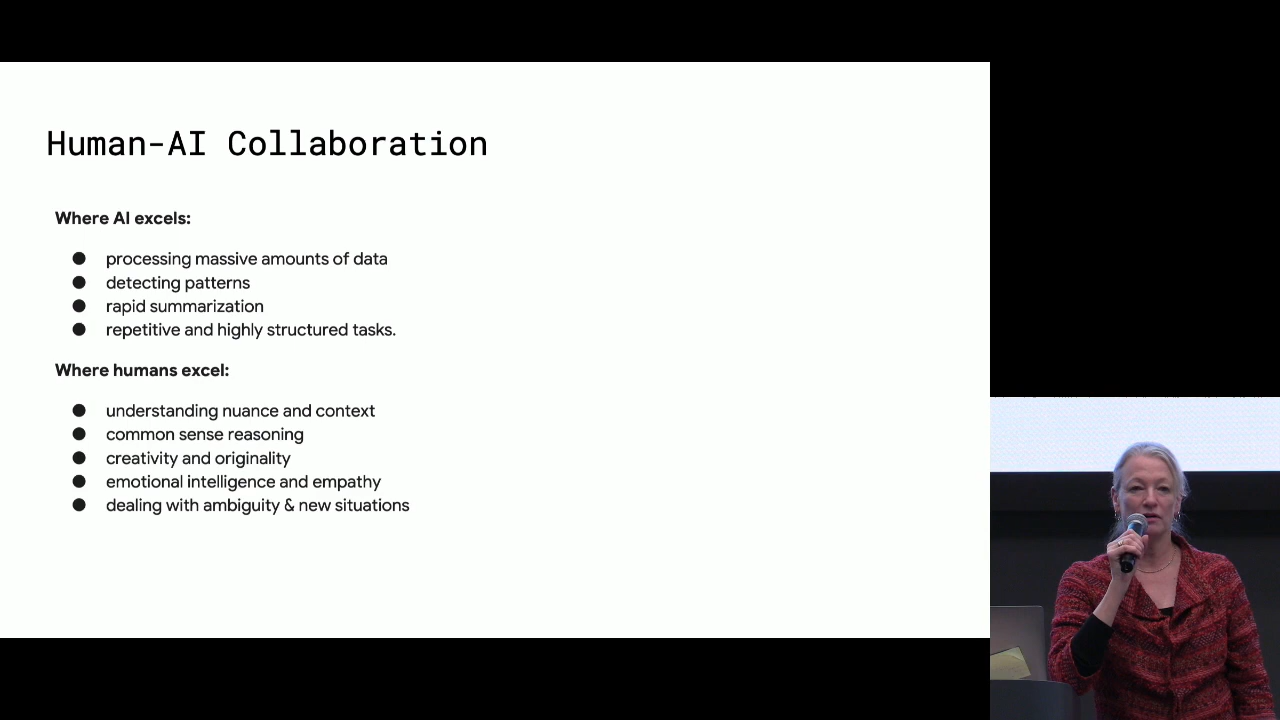 Human-AI Collaboration
Where AI excels:
● processing massive amounts of data
● detecting patterns
● rapid summarization
● repetitive and highly structured tasks.
Where humans excel:
● understanding nuance and context
● common sense reasoning
● creativity and originality
● emotional intelligence and empathy
● dealing with ambiguity & new situations